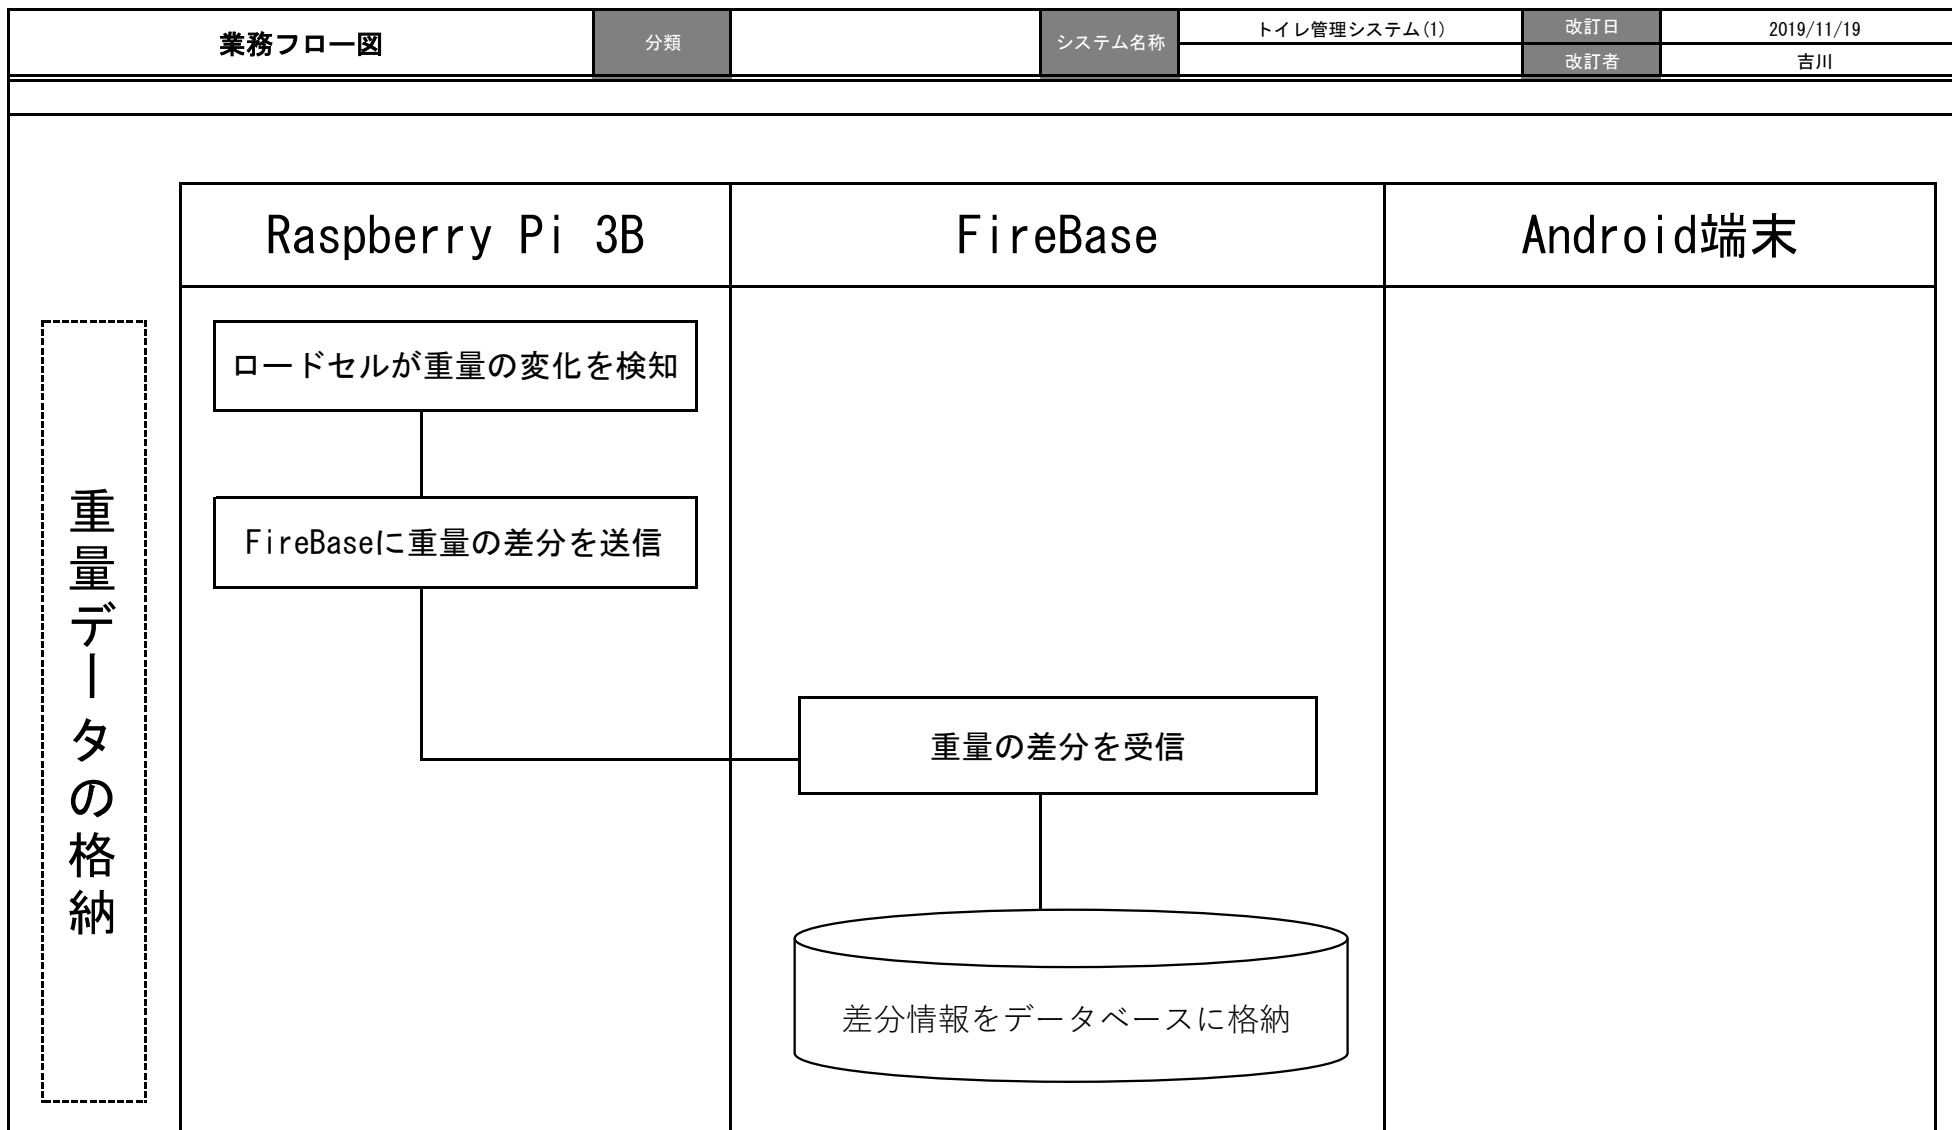 業務フロー図
分類
システム名称
トイレ管理システム(1)
改訂日
2019/11/19
改訂者
吉川
Raspberry Pi 3B
FireBase
Android端末
重量データの格納
ロードセルが重量の変化を検知
FireBaseに重量の差分を送信
重量の差分を受信
差分情報をデータベースに格納